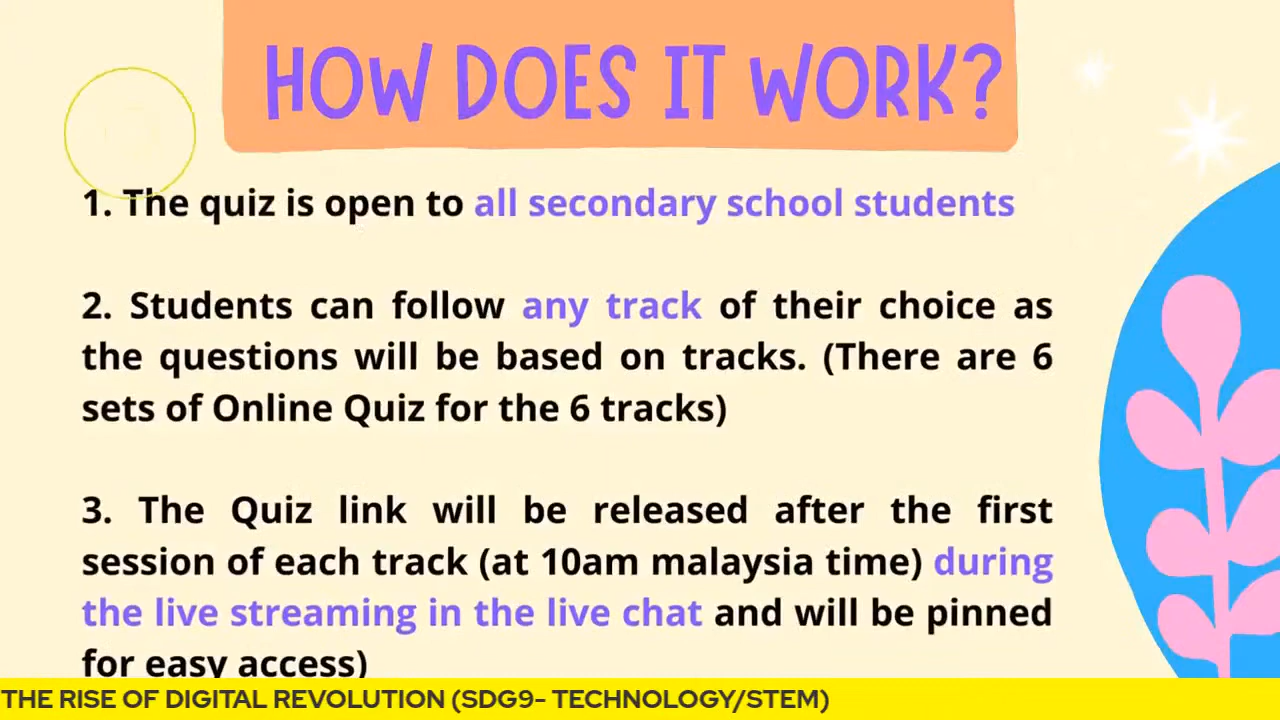 HOW DOES IT WORK?
1. The quiz is open to all secondary school students
2. Students can follow any track of their choice as
the questions will be based on tracks. (There are 6
sets of Online Quiz for the 6 tracks)
3. The Quiz link will be released after the first
session of each track (at 10am malaysia time) during
the live streaming in the live chat and will be pinned
for easy access)
THE RISE OF DIGITAL REVOLUTION (SDG9- TECHNOLOGY/STEM)